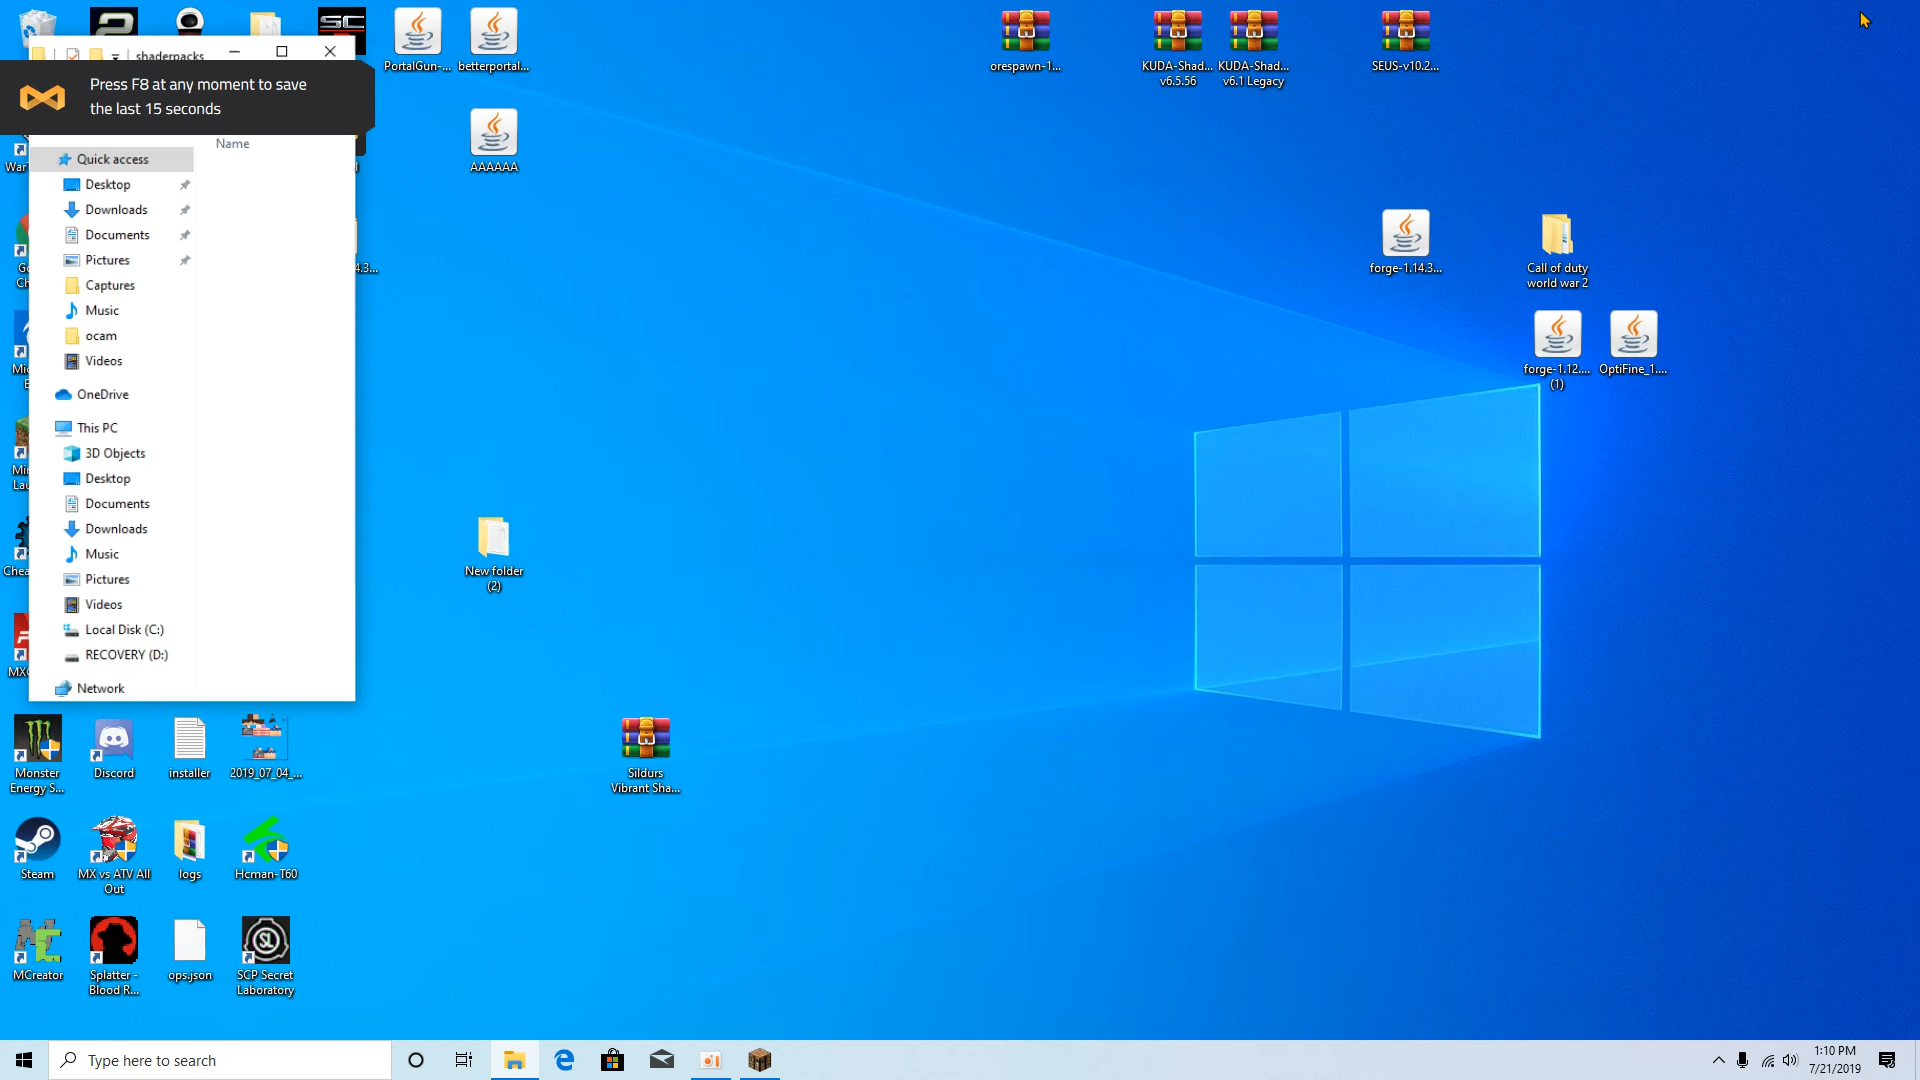 shaderpacks
Press F8 at any moment to save
the last 15 seconds
Name
Quick access
Desktop
Downloads
Documents
Pictures
Captures
Music
ocam
Videos
OneDrive
This PC
3D Objects
Desktop
Documents
Downloads
Music
Pictures
Videos
Local Disk (C:)
RECOVERY (D:)
Network
PortalGun-...
betterportal...
AAAAAA
orespawn-1...
KUDA-Shad...
v6.5.56
KUDA-Shad...
v6.1 Legacy
SEUS-v10.2...
forge-1.14.3...
Call of duty
world war 2
forge-1.12....
(1)
OptiFine_1....
4.3...
New folder
(2)
Sildurs
Vibrant Sha...
Monster
Energy S...
Discord
installer
2019_07_04_...
Steam
MX vs ATV All
Out
logs
Hcman-T60
MCreator
Splatter -
Blood R...
ops.json
SCP Secret
Laboratory
Type here to search
1:10 PM
7/21/2019